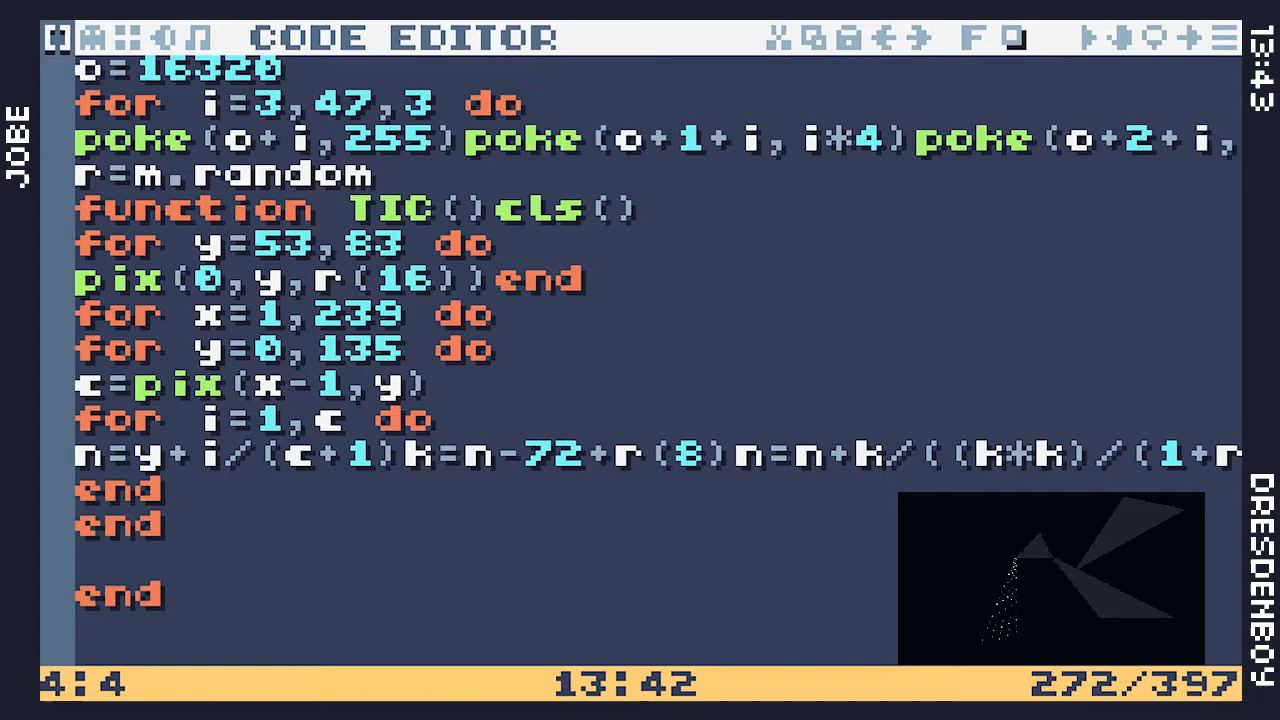 CODE EDITOR
F
o=16320
for i=3,47,3 do
poke(o+i,255)poke(o+1+i, i*4)poke(o+2+i,
r=m.random
function TIC()cls()
for y=53,83 do
pix(0,y,r(16))end
for x=1,239 do
for y=0,135 do
c=pix(x-1,y)
for i=1,c do
n=y+i/(c+1)k=n-72+r(8)n=n+k/((k*k)/(1+r
end
end
end
4:4
13:42
272/397
JOBE
13:43
DRESDENBOY